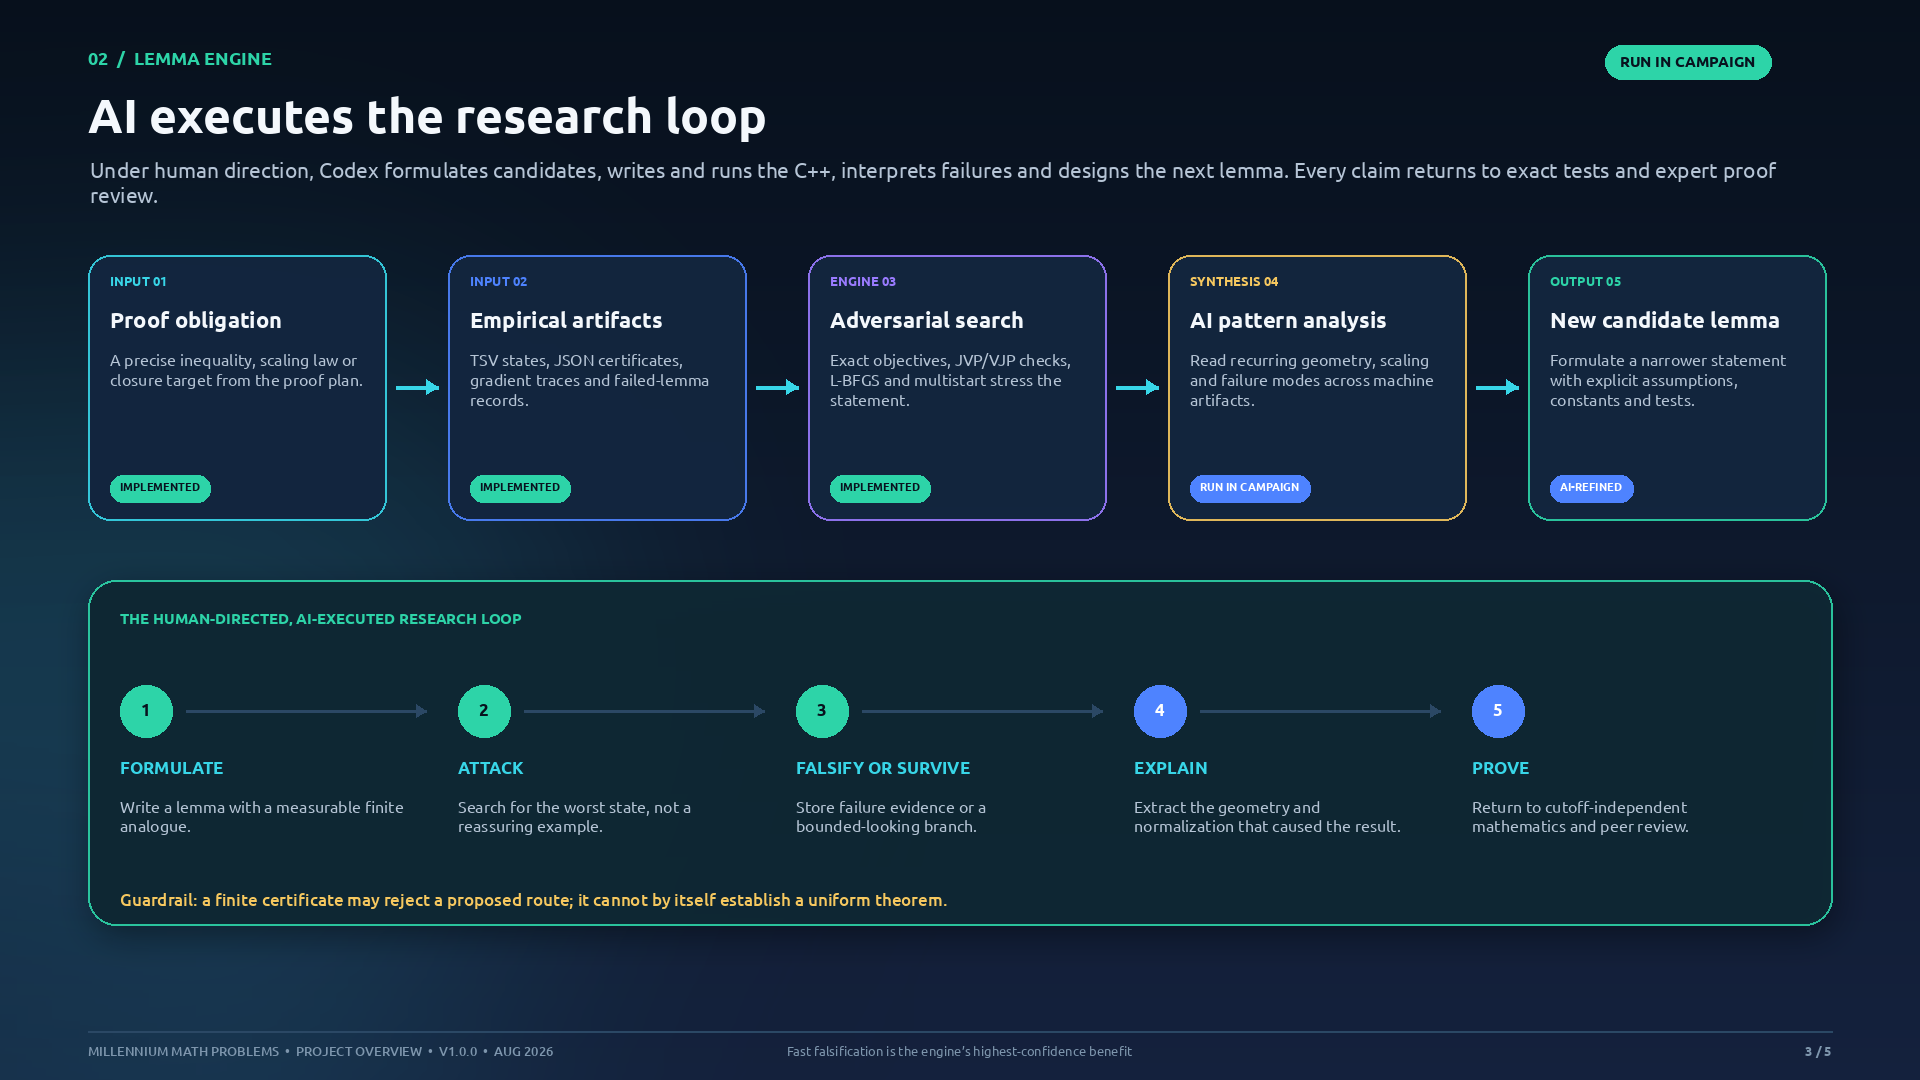 02 / LEMMA ENGINE
RUN IN CAMPAIGN
AI executes the research loop
Under human direction, Codex formulates candidates, writes and runs the C++, interprets failures and designs the next lemma. Every claim returns to exact tests and expert proof
review.
INPUT 01
Proof obligation
A precise inequality, scaling law or
closure target from the proof plan.
IMPLEMENTED
INPUT 02
Empirical artifacts
TSV states, JSON certificates,
gradient traces and failed-lemma
records.
IMPLEMENTED
ENGINE 03
Adversarial search
Exact objectives, JVP/VJP checks,
L-BFGS and multistart stress the
statement.
IMPLEMENTED
SYNTHESIS 04
AI pattern analysis
Read recurring geometry, scaling
and failure modes across machine
artifacts.
RUN IN CAMPAIGN
OUTPUT 05
New candidate lemma
Formulate a narrower statement
with explicit assumptions,
constants and tests.
AI-REFINED
THE HUMAN-DIRECTED, AI-EXECUTED RESEARCH LOOP
1
FORMULATE
Write a lemma with a measurable finite
analogue.
2
ATTACK
Search for the worst state, not a
reassuring example.
3
FALSIFY OR SURVIVE
Store failure evidence or a
bounded-looking branch.
4
EXPLAIN
Extract the geometry and
normalization that caused the result.
5
PROVE
Return to cutoff-independent
mathematics and peer review.
Guardrail: a finite certificate may reject a proposed route; it cannot by itself establish a uniform theorem.
MILLENNIUM MATH PROBLEMS • PROJECT OVERVIEW • V1.0.0 • AUG 2026
Fast falsification is the engine's highest-confidence benefit
3 / 5